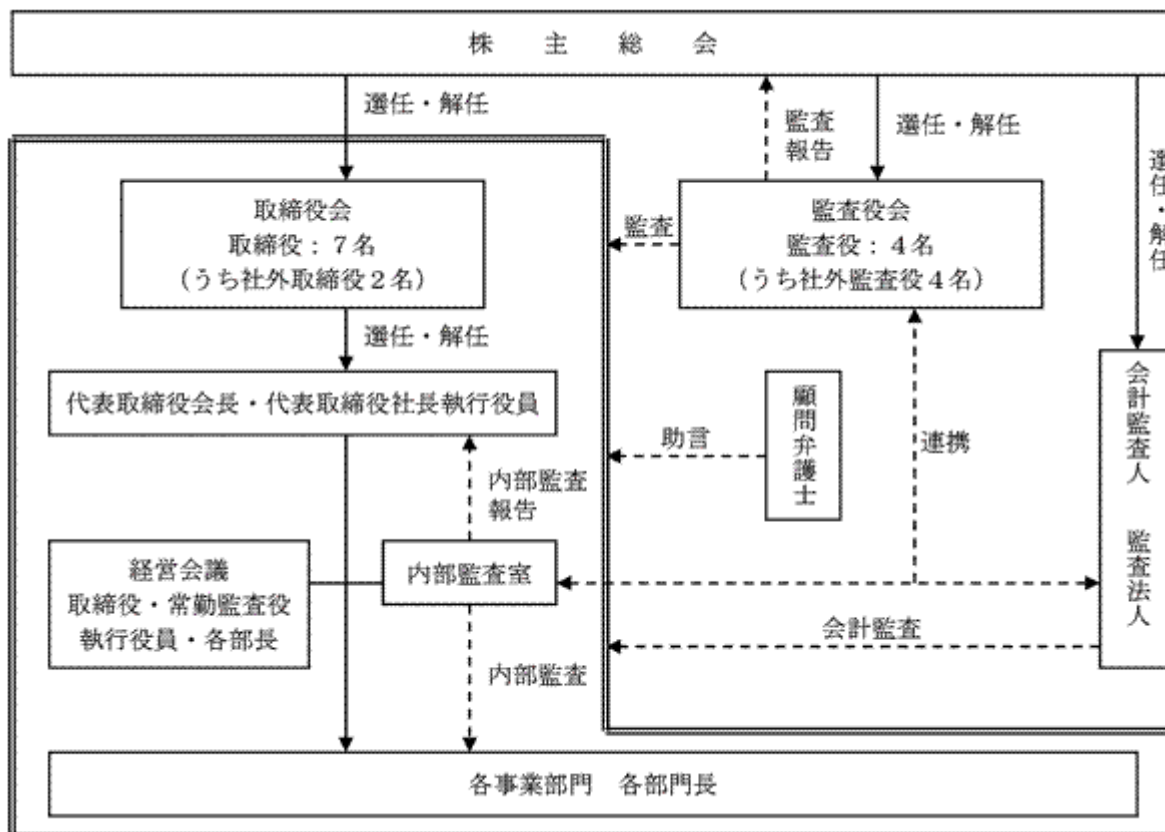 株 主 総 会
選任・解任
監査
報告
選任・解任
選任・解任
取締役会
取締役：７名
（うち社外取締役２名）
監査
監査役会
監査役：４名
（うち社外監査役４名）
選任・解任
代表取締役会長・代表取締役社長執行役員
顧問弁護士
助言
連携
会計監査人 監査法人
内部監査
報告
経営会議
取締役・常勤監査役
執行役員・各部長
内部監査室
会計監査
内部監査
各事業部門 各部門長